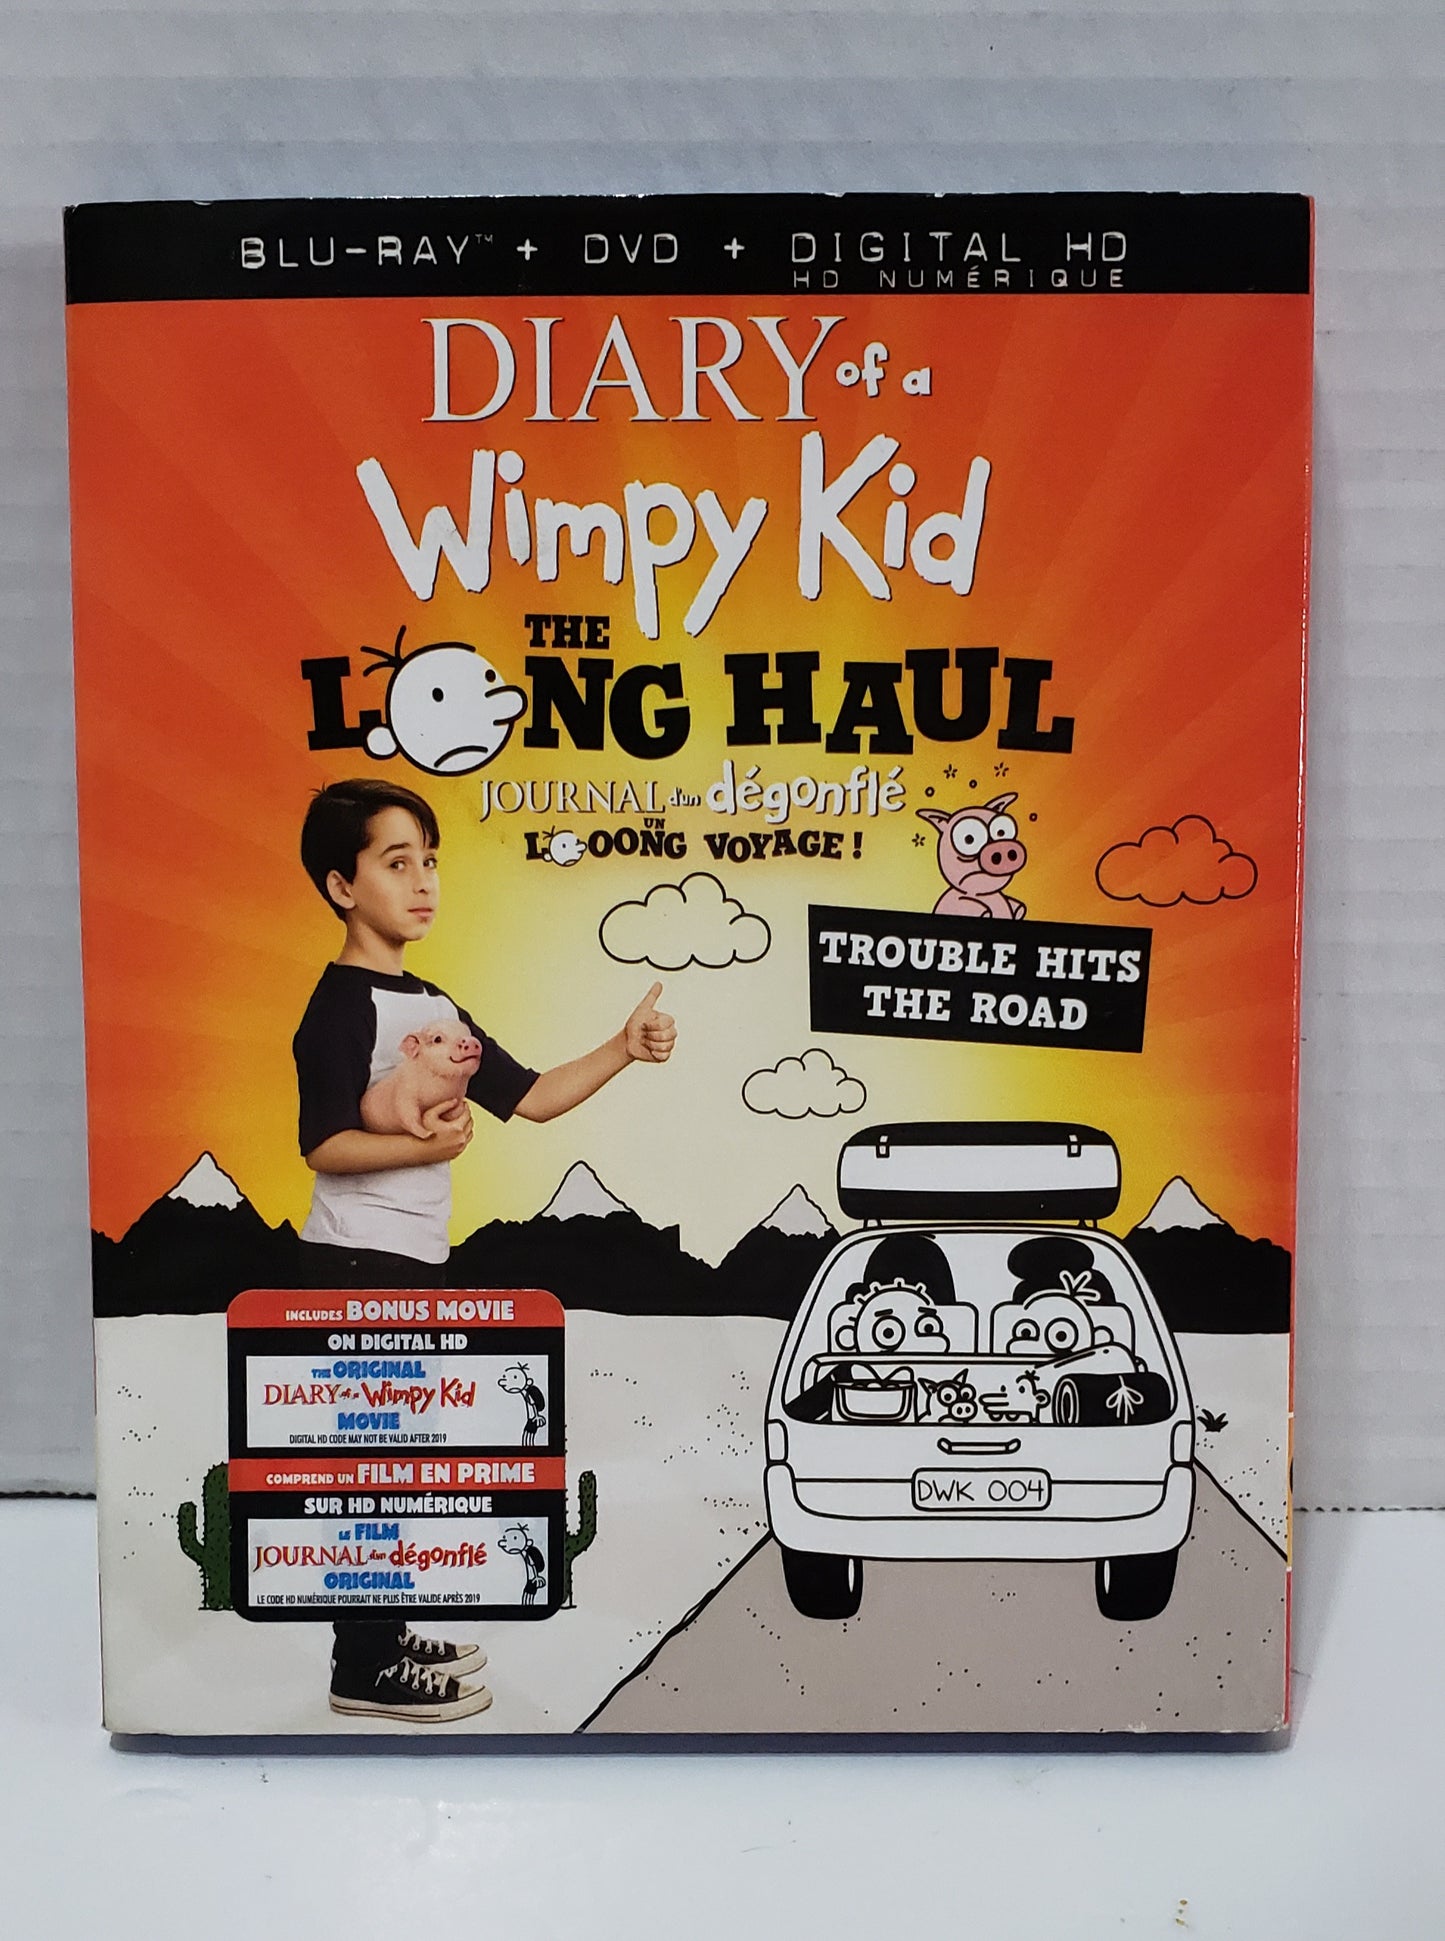 BLU-RAY™ + DVD + DIGITAL HD
HD NUMÉRIQUE
DIARY of a
Wimpy Kid
THE
LONG HAUL
JOURNAL d'un dégonflé
UN
LOOONG VOYAGE !
TROUBLE HITS
THE ROAD
INCLUDES BONUS MOVIE
ON DIGITAL HD
THE ORIGINAL
DIARY of a Wimpy Kid
MOVIE
DIGITAL HD CODE MAY NOT BE VALID AFTER 2019
COMPREND UN FILM EN PRIME
SUR HD NUMÉRIQUE
LE FILM
JOURNAL d'un dégonflé
ORIGINAL
LE CODE HD NUMÉRIQUE POURRAIT NE PLUS ÊTRE VALIDE APRÈS 2019
DWK 004